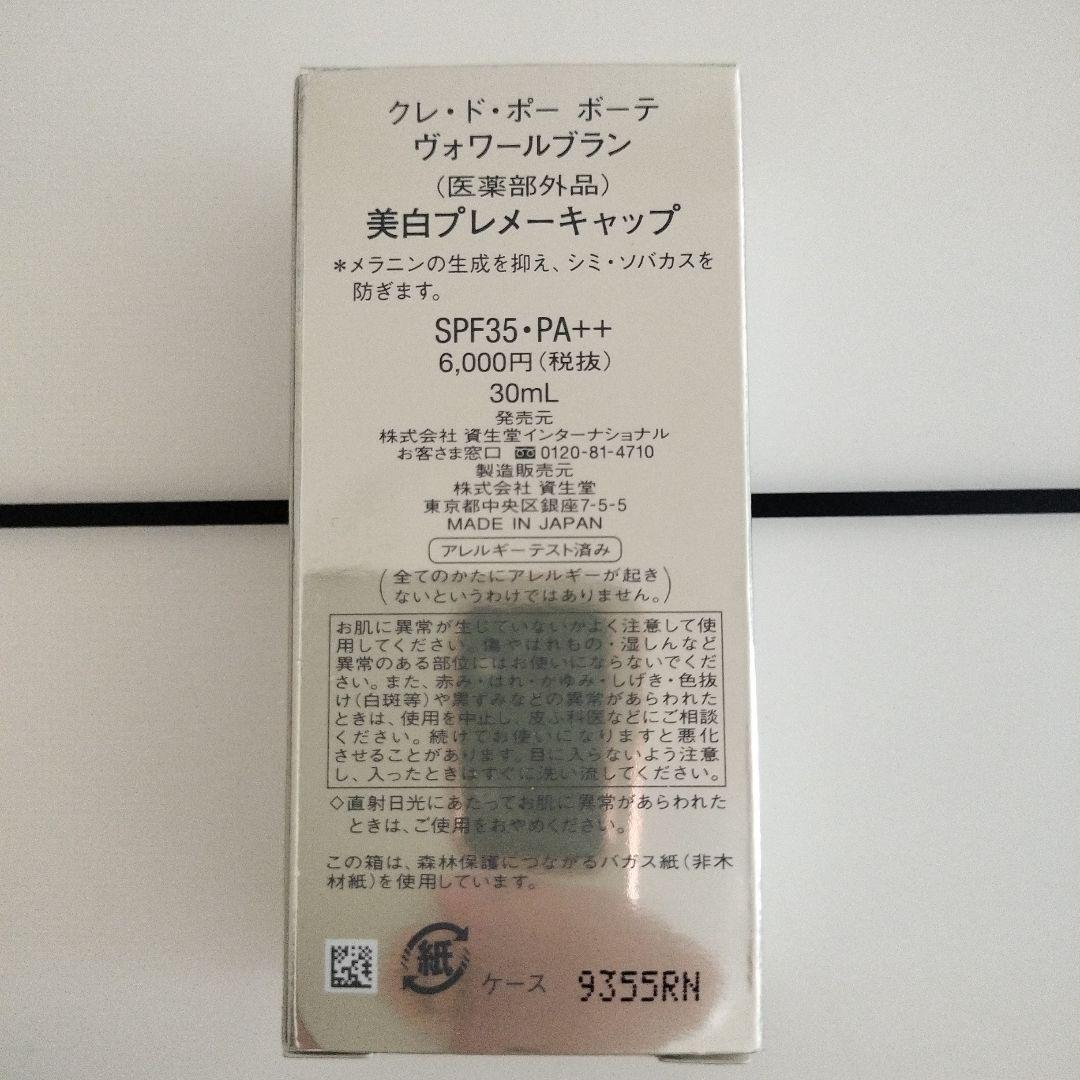 クレ・ド・ポー ボーテ
ヴォワールブラン
(医薬部外品)
美白プレメーキャップ
*メラニンの生成を抑え、シミ・ソバカスを
防ぎます。
SPF35・PA++
6,000円(税抜)
30mL
発売元
株式会社 資生堂インターナショナル
お客さま窓口 0120-81-4710
製造販売元
株式会社 資生堂
東京都中央区銀座7-5-5
MADE IN JAPAN
アレルギーテスト済み
(全てのかたにアレルギーが起き
ないというわけではありません。)
お肌に異常が生じていないかよく注意して使
用してください。傷やはれもの・湿しんなど
異常のある部位にはお使いにならないでくだ
さい。また、赤み・はれ・かゆみ・しげき・色抜
け(白斑等)や黒ずみなどの異常があらわれた
ときは、使用を中止し、皮ふ科医などにご相談
ください。続けてお使いになりますと悪化
させることがあります。目に入らないよう注意
し、入ったときはすぐに洗い流してください。
◇直射日光にあたってお肌に異常があらわれた
ときは、ご使用をおやめください。
この箱は、森林保護につながるバガス紙(非木
材紙)を使用しています。
紙 ケース 9355RN